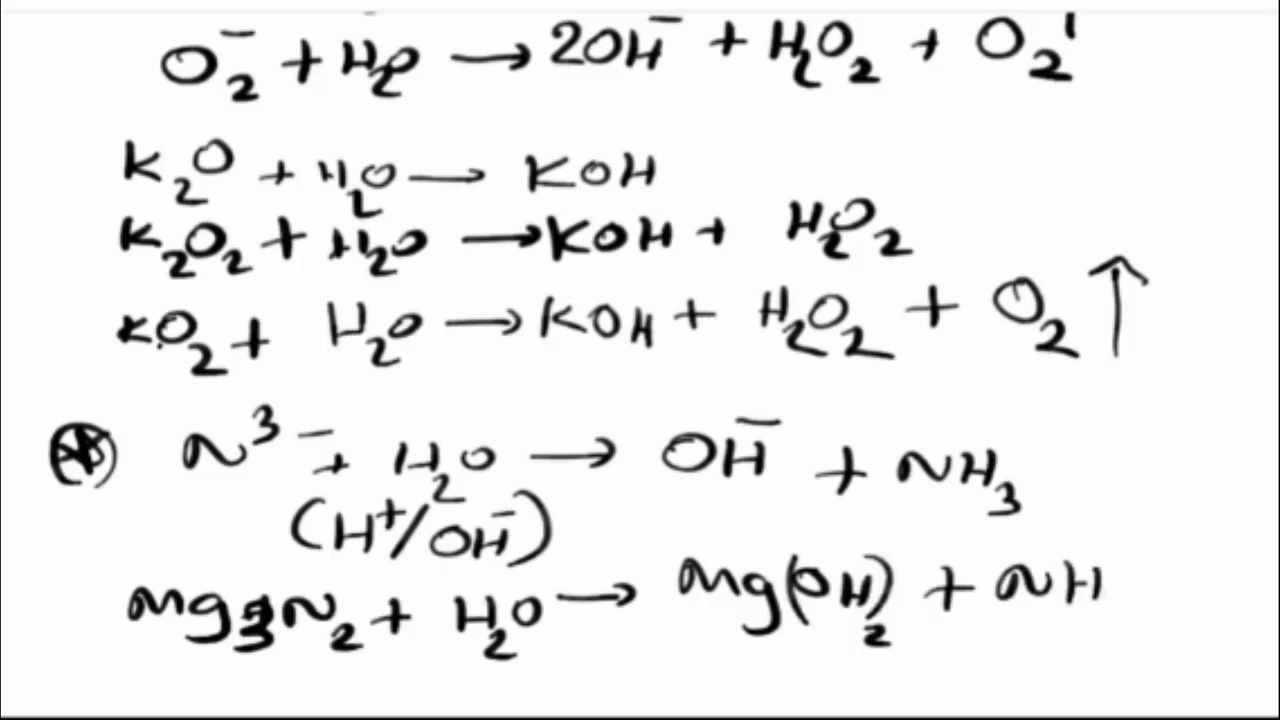 O₂⁻ + H₂O → 2OH⁻ + H₂O₂ + O₂'
K₂O + H₂O → KOH
K₂O₂ + H₂O → KOH + H₂O₂
KO₂ + H₂O → KOH + H₂O₂ + O₂ ↑
N³⁻ + H₂O → OH⁻ + NH₃
(H⁺/OH⁻)
Mg₃N₂ + H₂O → Mg(OH)₂ + NH